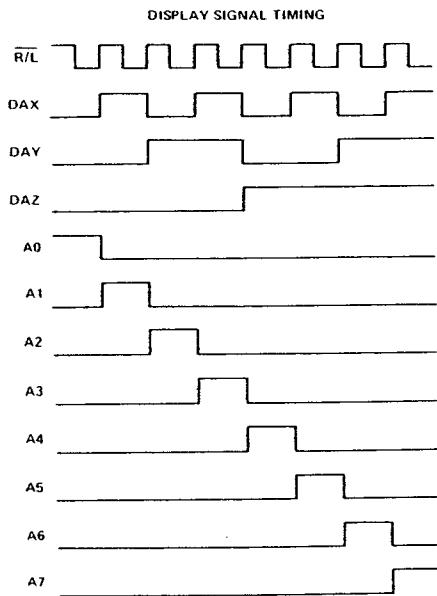 DISPLAY SIGNAL TIMING
R/L
DAX
DAY
DAZ
A0
A1
A2
A3
A4
A5
A6
A7